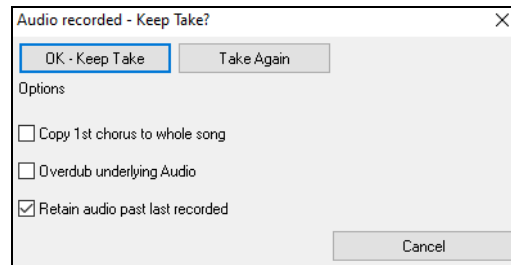 Audio recorded - Keep Take?
OK - Keep Take
Take Again
Options
Copy 1st chorus to whole song
Overdub underlying Audio
Retain audio past last recorded
Cancel